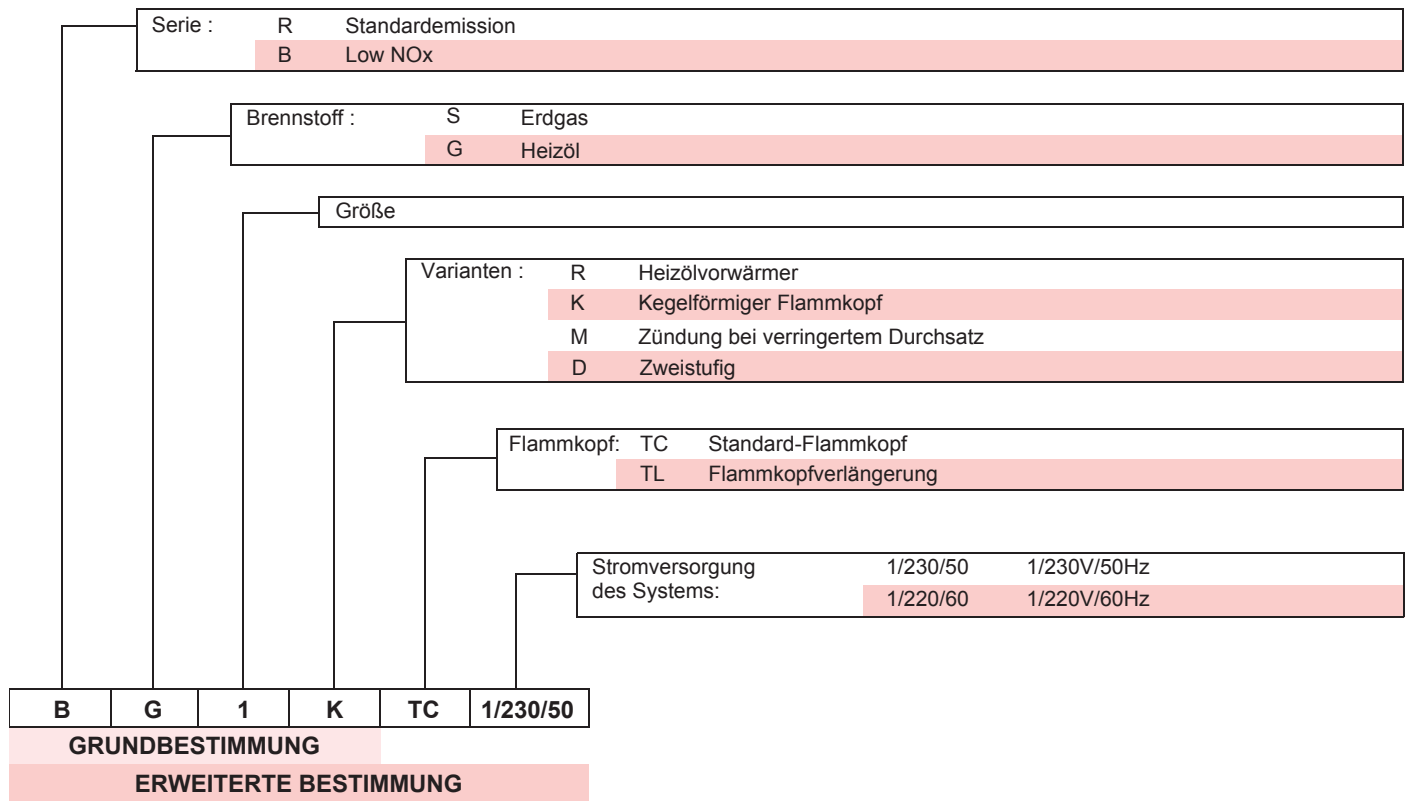 Serie : R Standardemission
B Low NOx
Brennstoff : S Erdgas
G Heizöl
Größe
Varianten : R Heizölvorwärmer
K Kegelförmiger Flammkopf
M Zündung bei verringertem Durchsatz
D Zweistufig
Flammkopf: TC Standard-Flammkopf
TL Flammkopfverlängerung
Stromversorgung 1/230/50 1/230V/50Hz
des Systems: 1/220/60 1/220V/60Hz
B G 1 K TC 1/230/50
GRUNDBESTIMMUNG
ERWEITERTE BESTIMMUNG